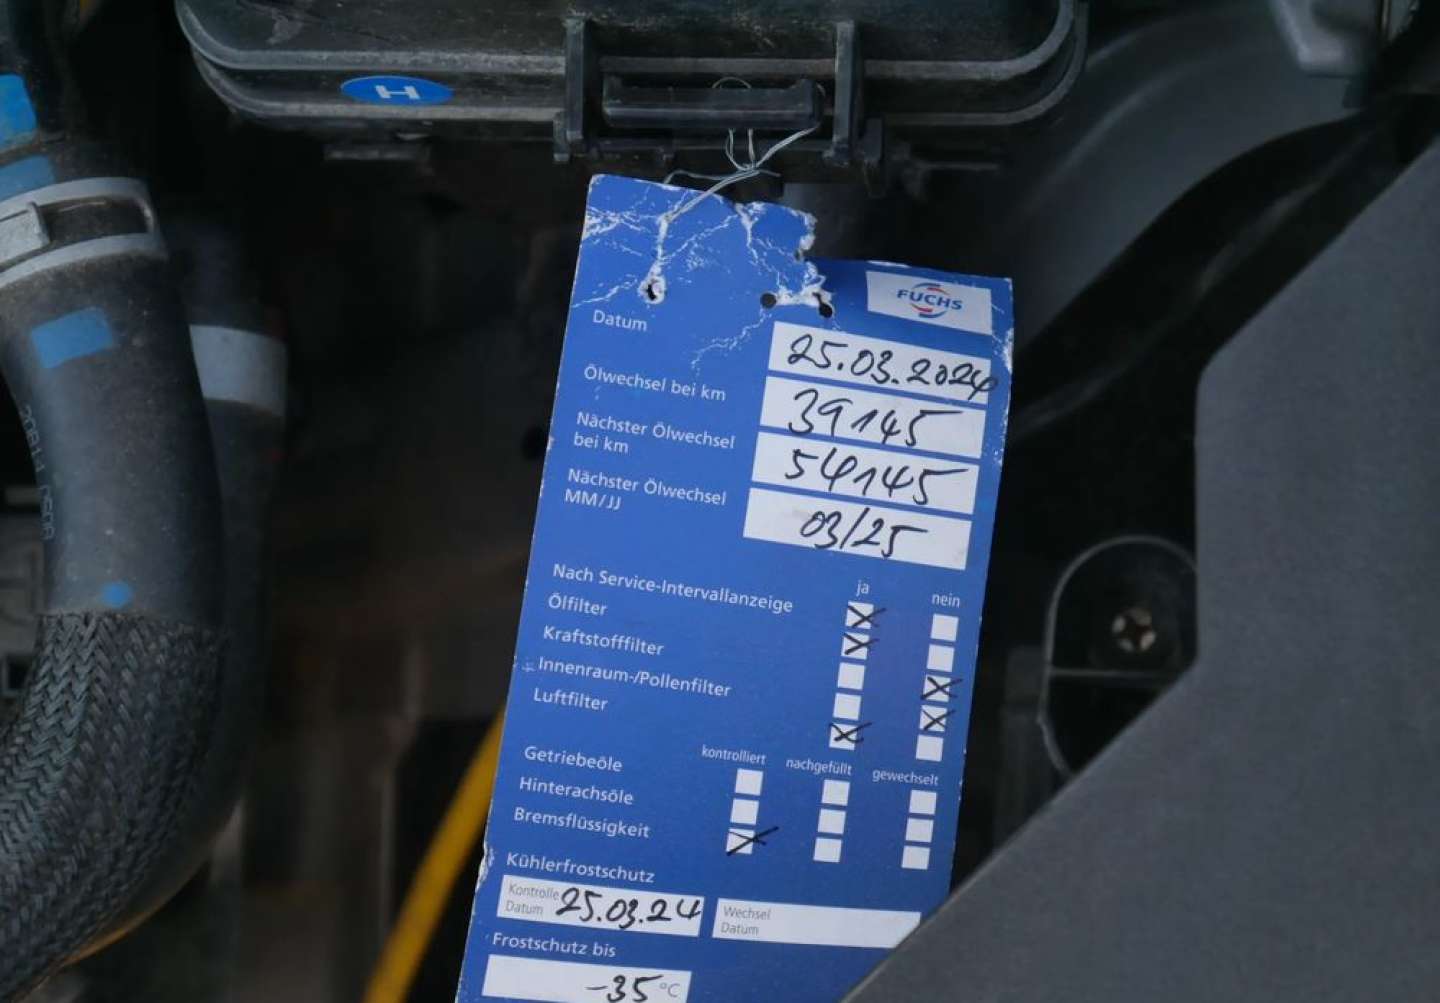 H
FUCHS
Datum 25.03.2024
Ölwechsel bei km 39145
Nächster Ölwechsel
bei km 54145
Nächster Ölwechsel
MM/JJ 03/25
ja nein
Nach Service-Intervallanzeige
Ölfilter
Kraftstofffilter
Innenraum-/Pollenfilter
Luftfilter
kontrolliert nachgefüllt gewechselt
Getriebeöle
Hinterachsöle
Bremsflüssigkeit
Kühlerfrostschutz
Kontrolle
Datum 25.03.24
Wechsel
Datum
Frostschutz bis
-35 °C